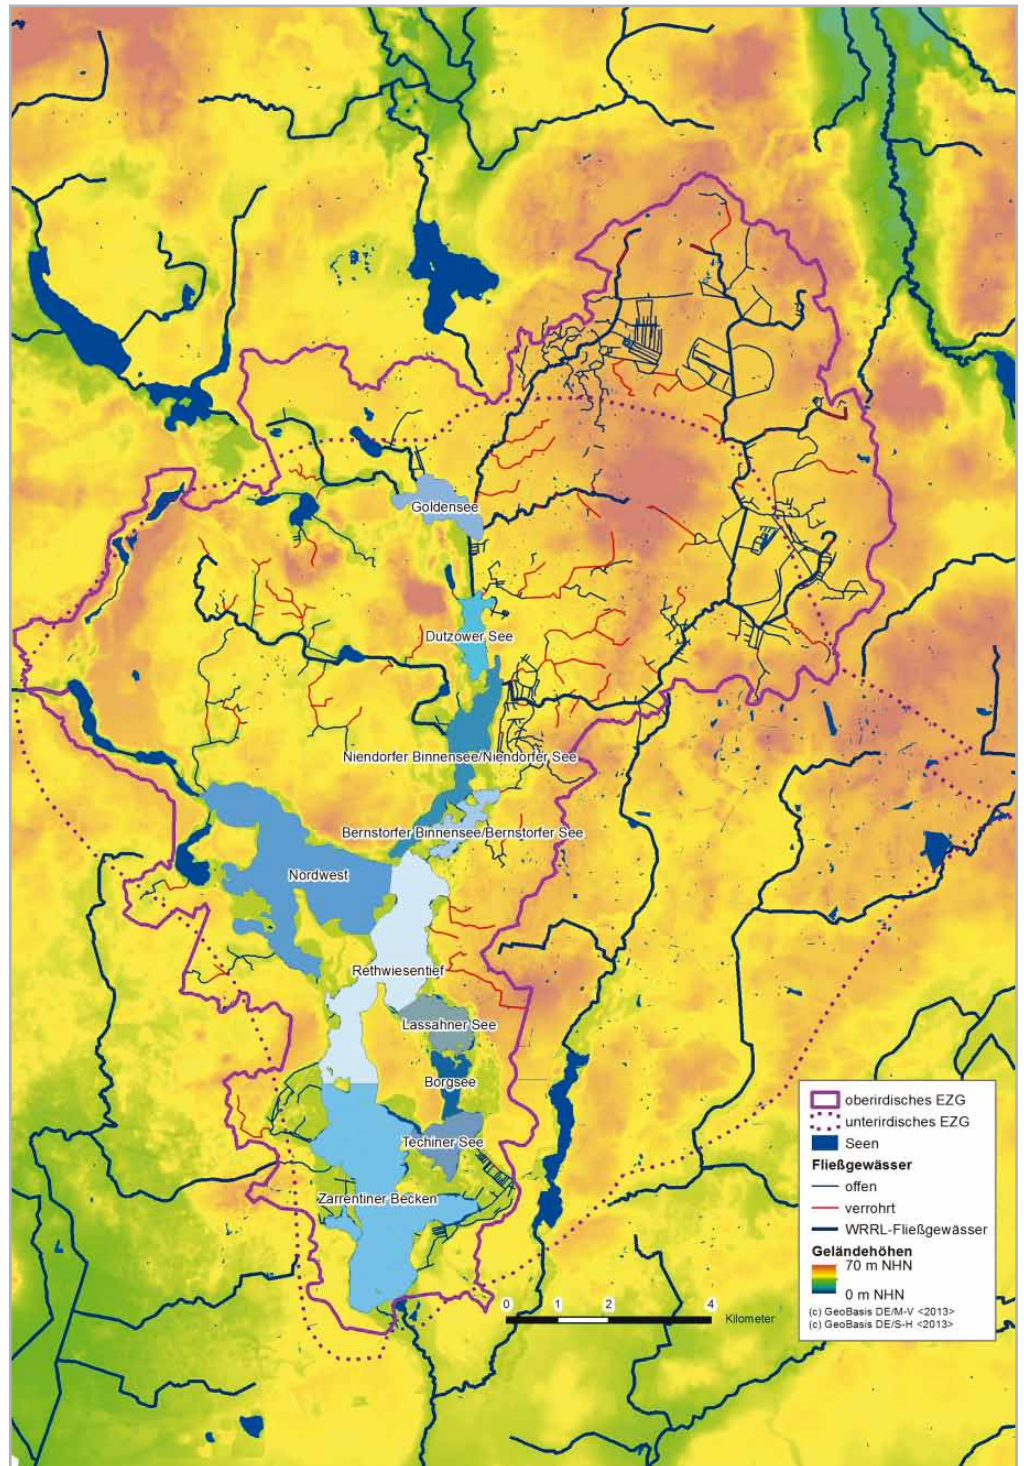 Goldensee
Dutzower See
Niendorfer Binnensee/Niendorfer See
Bernstorfer Binnensee/Bernstorfer See
Nordwest
Rethwiesentief
Lassahner See
Borgsee
Techiner See
Zarrentiner Becken
oberirdisches EZG
unterirdisches EZG
Seen
Fließgewässer
offen
verrohrt
WRRL-Fließgewässer
Geländehöhen
70 m NHN
0 m NHN
(c) GeoBasis DE/M-V <2013>
(c) GeoBasis DE/S-H <2013>
0 1 2 4
Kilometer